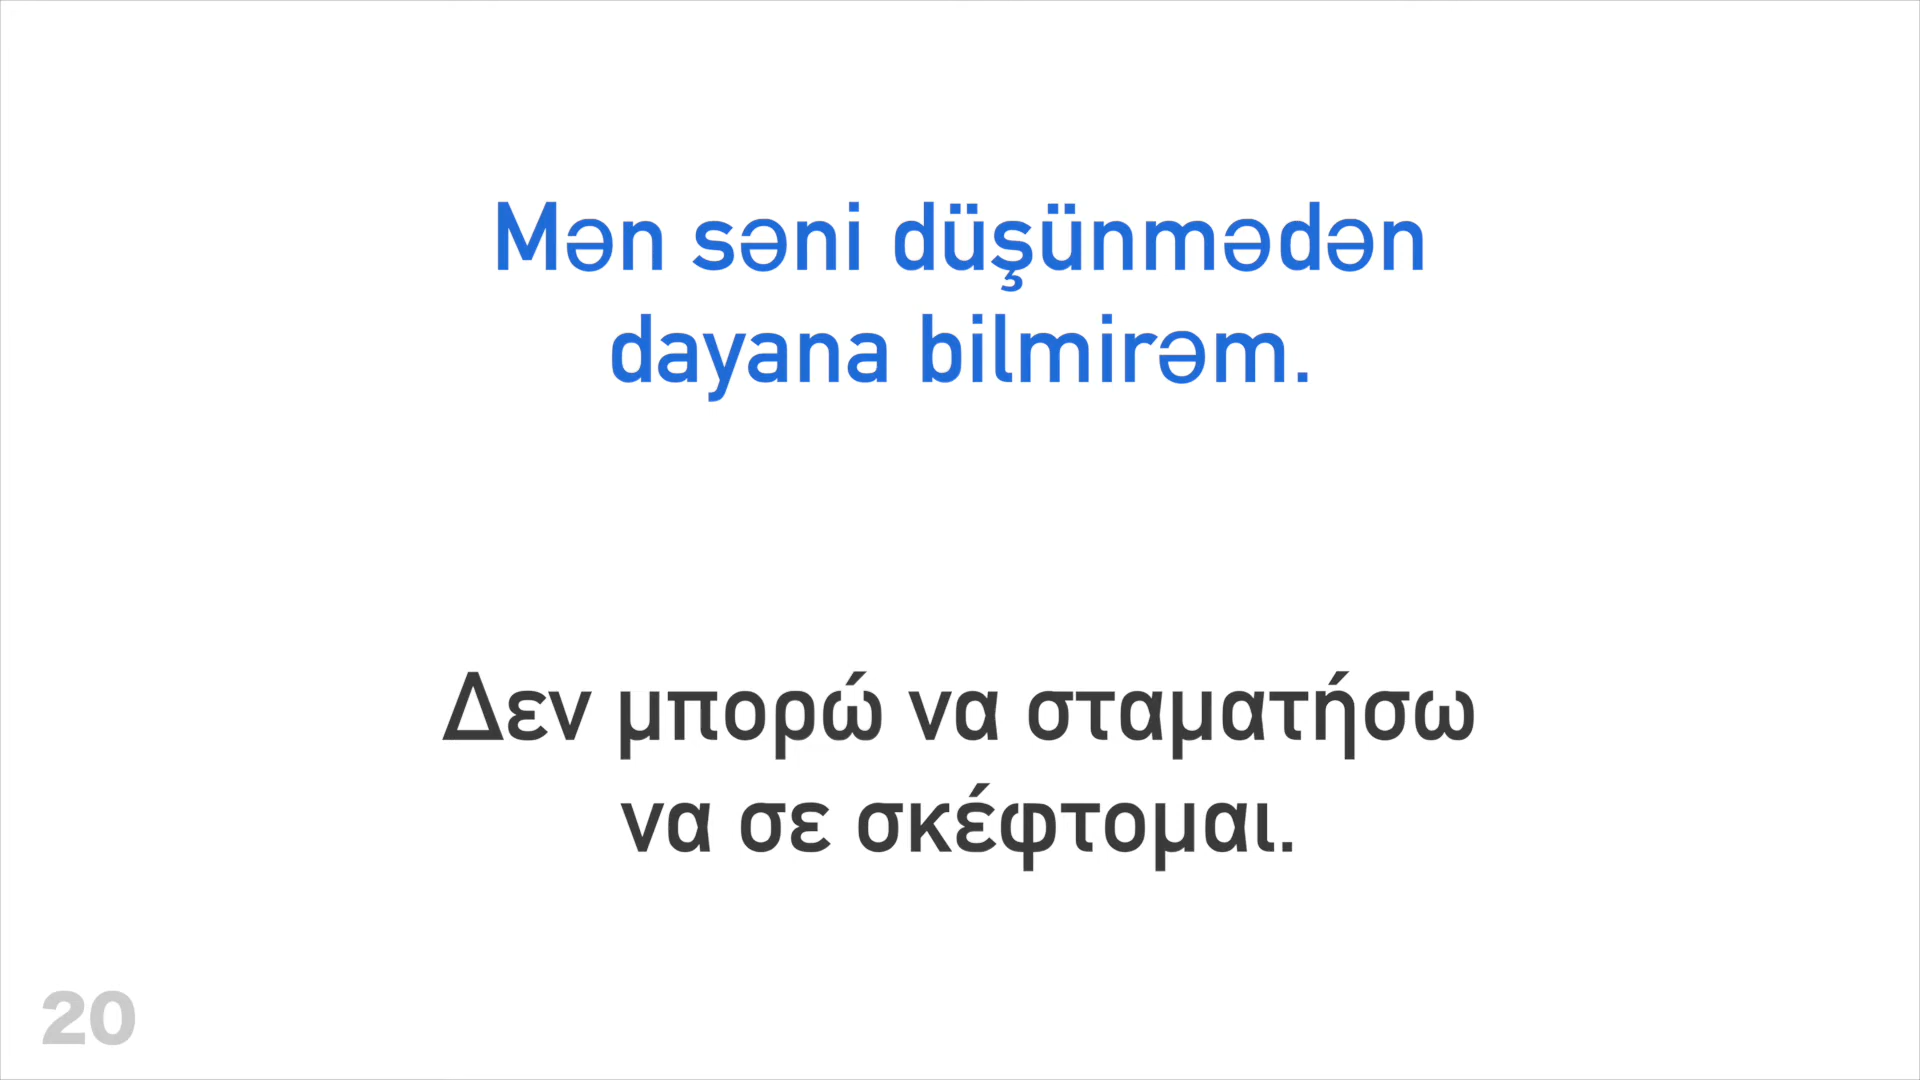 Mən səni düşünmədən
dayana bilmirəm.
Δεν μπορώ να σταματήσω
να σε σκέφτομαι.
20